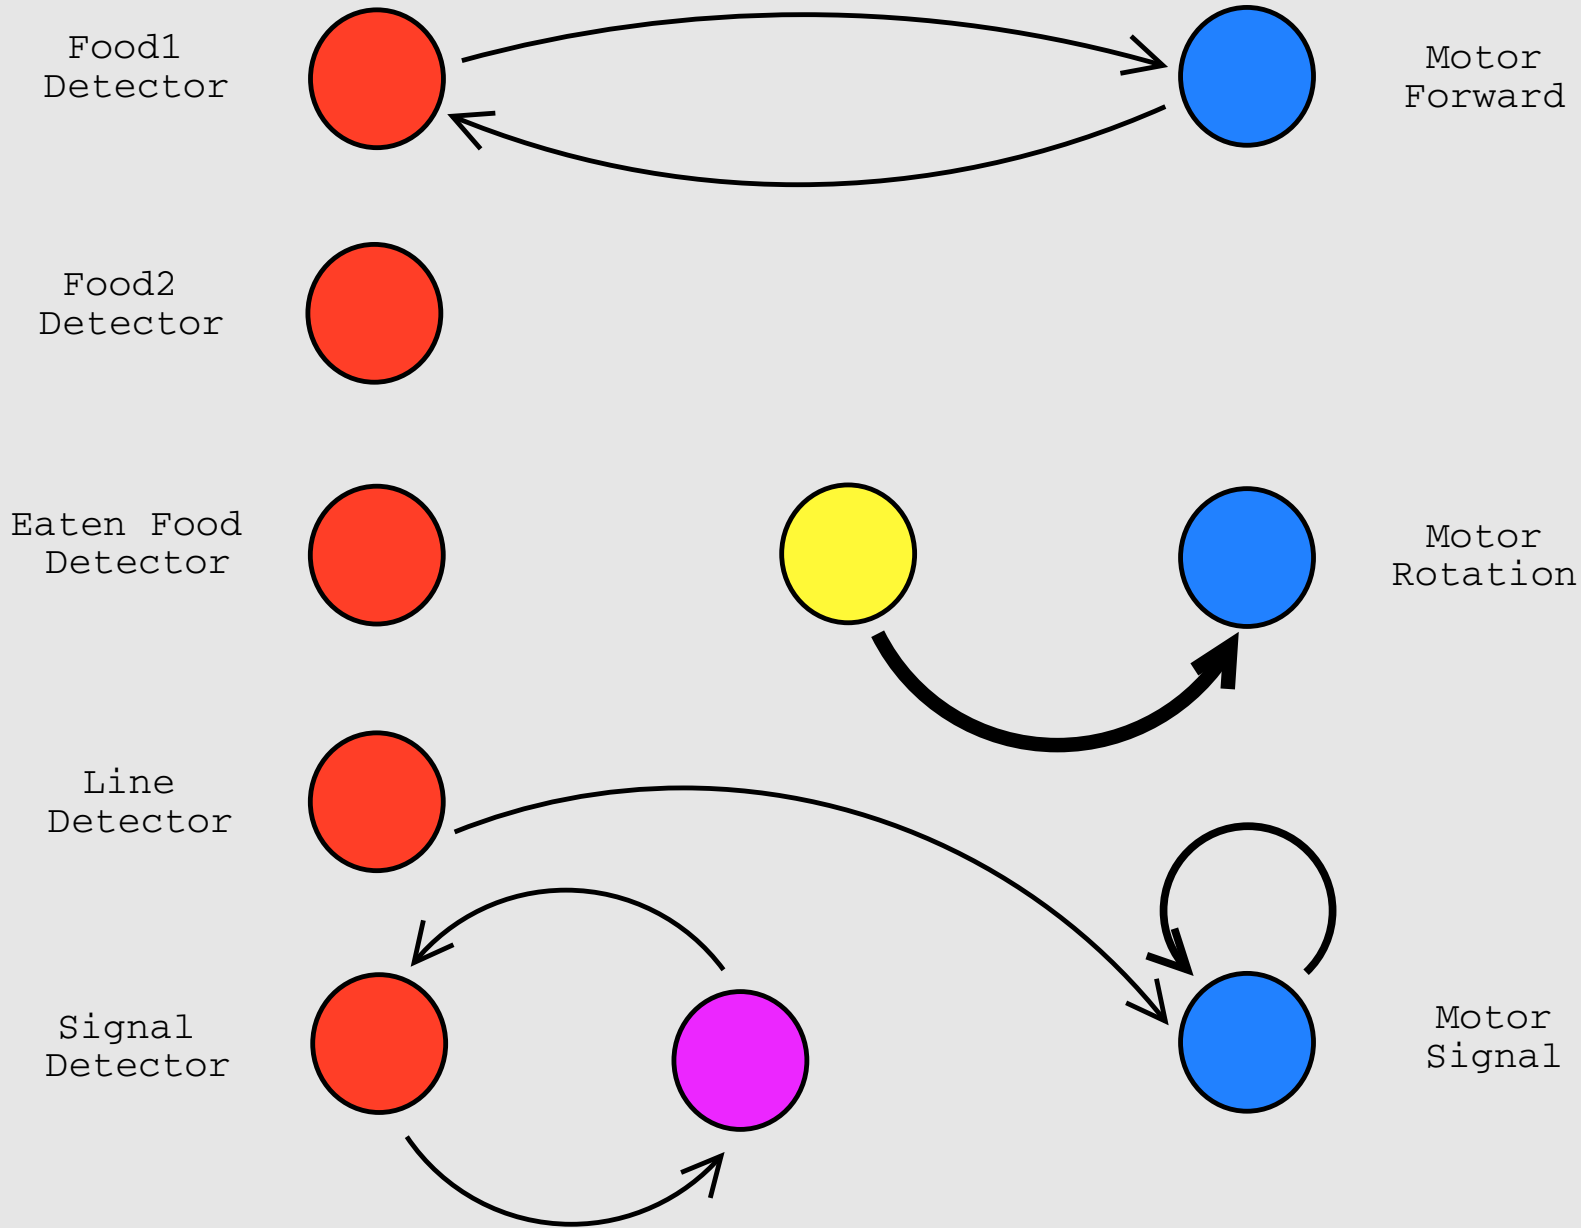 Food1
Detector
Motor
Forward
Food2
Detector
Eaten Food
Detector
Motor
Rotation
Line
Detector
Signal
Detector
Motor
Signal